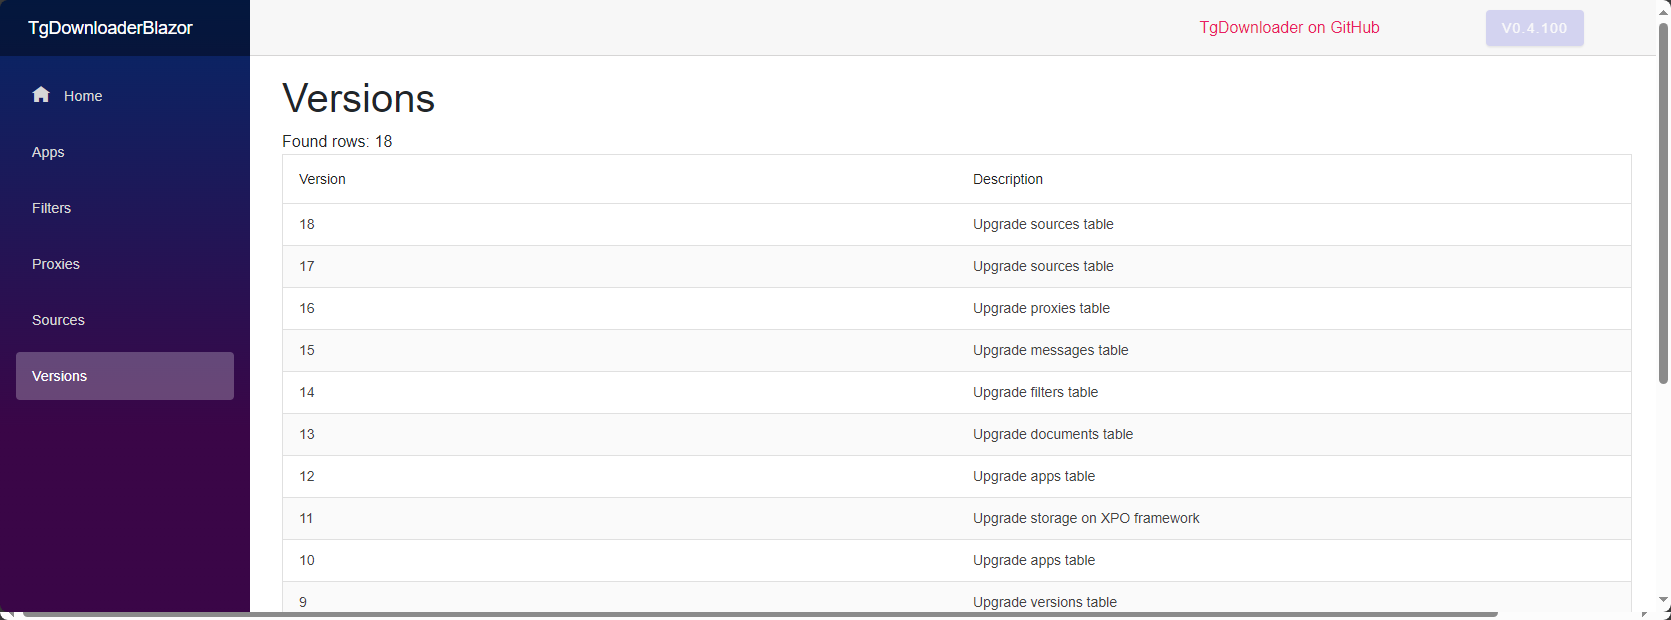 TgDownloaderBlazor
TgDownloader on GitHub
V0.4.100
Home
Apps
Filters
Proxies
Sources
Versions
Versions
Found rows: 18
Version Description
18 Upgrade sources table
17 Upgrade sources table
16 Upgrade proxies table
15 Upgrade messages table
14 Upgrade filters table
13 Upgrade documents table
12 Upgrade apps table
11 Upgrade storage on XPO framework
10 Upgrade apps table
9 Upgrade versions table